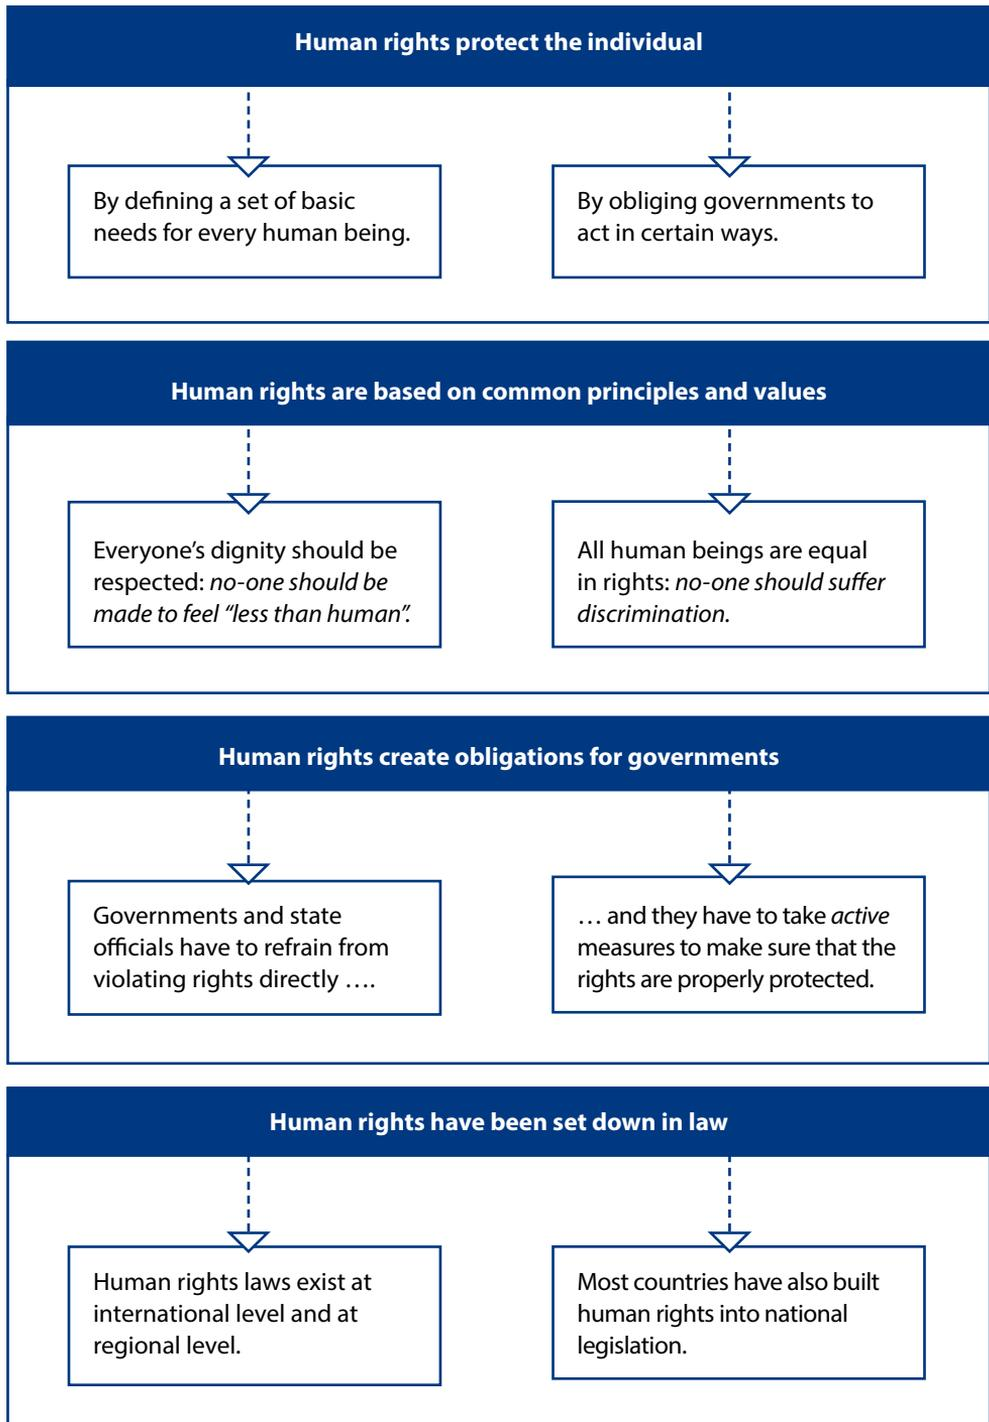 Human rights protect the individual
By defining a set of basic
needs for every human being.
By obliging governments to
act in certain ways.
Human rights are based on common principles and values
Everyone’s dignity should be
respected: no-one should be
made to feel “less than human”.
All human beings are equal
in rights: no-one should suffer
discrimination.
Human rights create obligations for governments
Governments and state
officials have to refrain from
violating rights directly ….
… and they have to take active
measures to make sure that the
rights are properly protected.
Human rights have been set down in law
Human rights laws exist at
international level and at
regional level.
Most countries have also built
human rights into national
legislation.